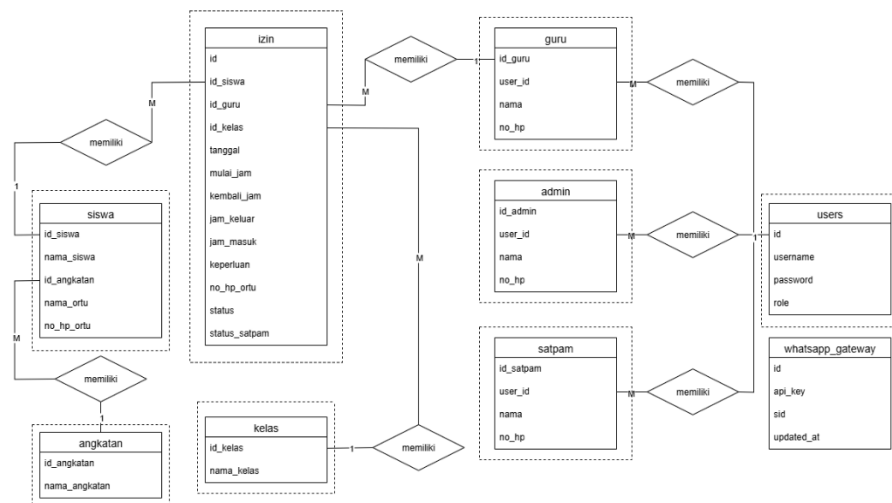 izin
id
id_siswa
id_guru
id_kelas
tanggal
mulai_jam
kembali_jam
jam_keluar
jam_masuk
keperluan
no_hp_ortu
status
status_satpam
memiliki
M
1
guru
id_guru
user_id
nama
no_hp
M
memiliki
memiliki
M
1
siswa
id_siswa
nama_siswa
id_angkatan
nama_ortu
no_hp_ortu
M
memiliki
1
angkatan
id_angkatan
nama_angkatan
kelas
id_kelas
nama_kelas
1
memiliki
M
admin
id_admin
user_id
nama
no_hp
M
memiliki
1
users
id
username
password
role
satpam
id_satpam
user_id
nama
no_hp
M
memiliki
whatsapp_gateway
id
api_key
sid
updated_at